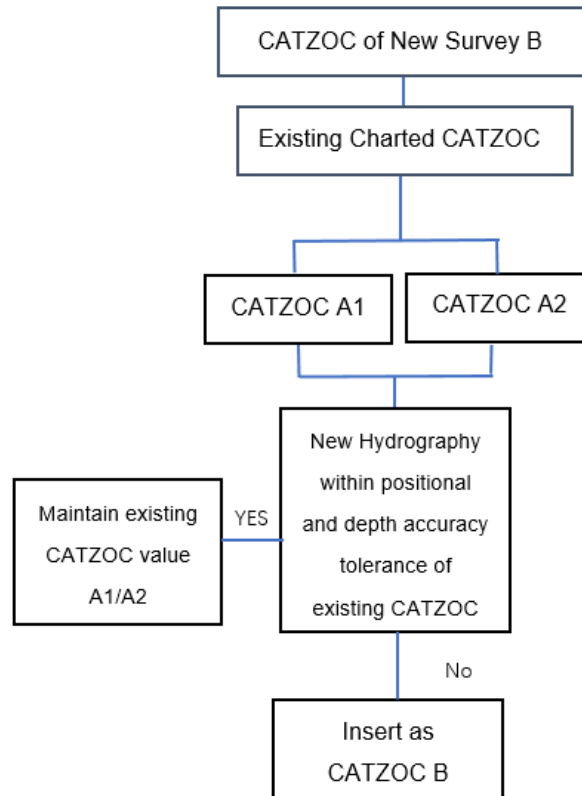 CATZOC of New Survey B
Existing Charted CATZOC
CATZOC A1
CATZOC A2
New Hydrography
within positional
and depth accuracy
tolerance of
existing CATZOC
YES
Maintain existing
CATZOC value
A1/A2
No
Insert as
CATZOC B